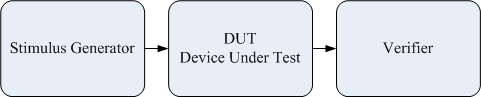 Stimulus Generator
DUT
Device Under Test
Verifier